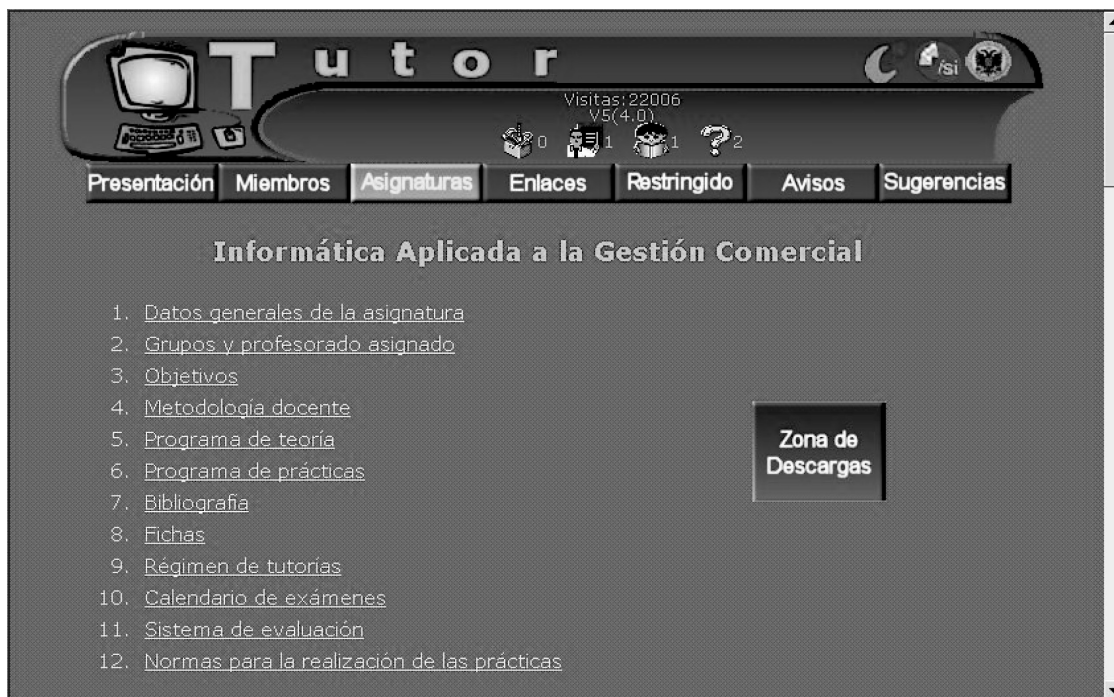 Tutor
isi
Visitas:22006
V5(4.0)
0 1 1 2
Presentación Miembros Asignaturas Enlaces Restringido Avisos Sugerencias
Informática Aplicada a la Gestión Comercial
1. Datos generales de la asignatura
2. Grupos y profesorado asignado
3. Objetivos
4. Metodología docente
5. Programa de teoría
6. Programa de prácticas
7. Bibliografía
8. Fichas
9. Régimen de tutorías
10. Calendario de exámenes
11. Sistema de evaluación
12. Normas para la realización de las prácticas
Zona de
Descargas